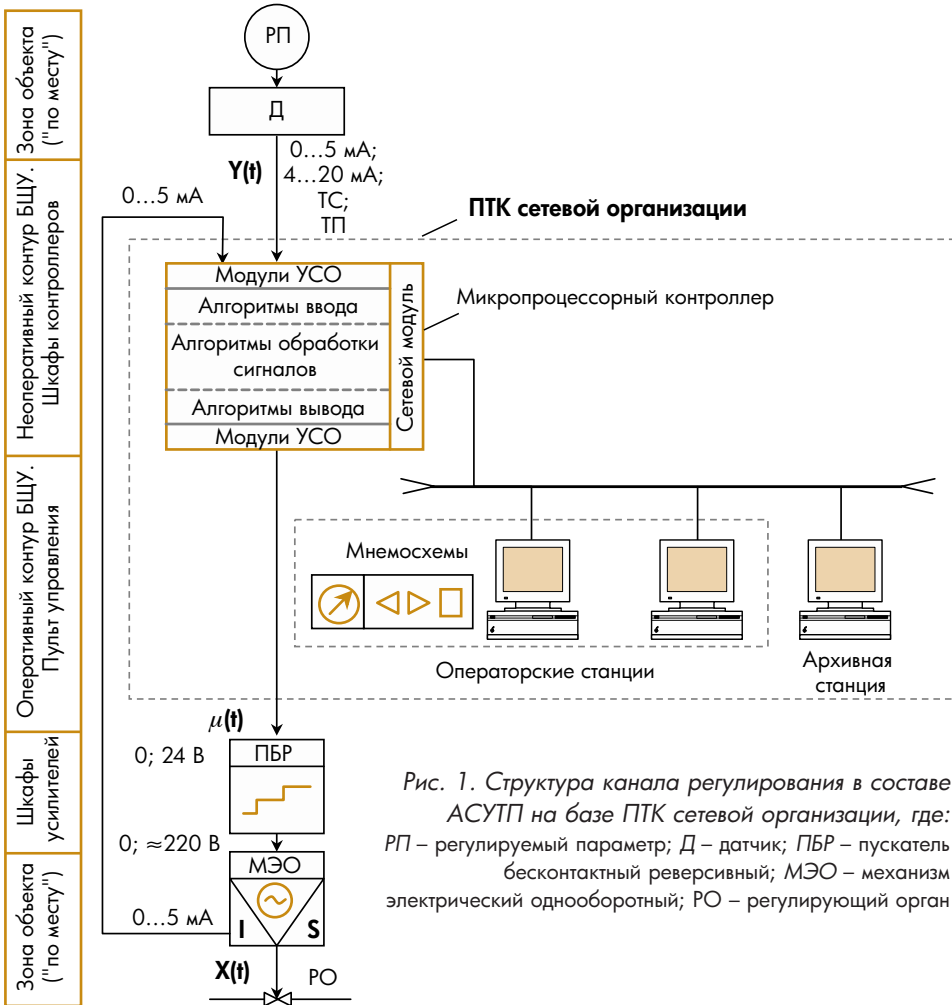 Зона объекта
("по месту")
Неоперативный контур БЩУ.
Шкафы контроллеров
Оперативный контур БЩУ.
Пульт управления
Шкафы
усилителей
Зона объекта
("по месту")
РП
Д
Y(t)
0...5 мА;
4...20 мА;
ТС;
ТП
0...5 мА
ПТК сетевой организации
Модули УСО
Алгоритмы ввода
Алгоритмы обработки
сигналов
Алгоритмы вывода
Модули УСО
Сетевой модуль
Микропроцессорный контроллер
Мнемосхемы
Операторские станции
Архивная
станция
μ(t)
0; 24 В
ПБР
0; ≈220 В
МЭО
0...5 мА
I
S
X(t)
РО
Рис. 1. Структура канала регулирования в составе
АСУТП на базе ПТК сетевой организации, где:
РП – регулируемый параметр; Д – датчик; ПБР – пускатель
бесконтактный реверсивный; МЭО – механизм
электрический однооборотный; РО – регулирующий орган